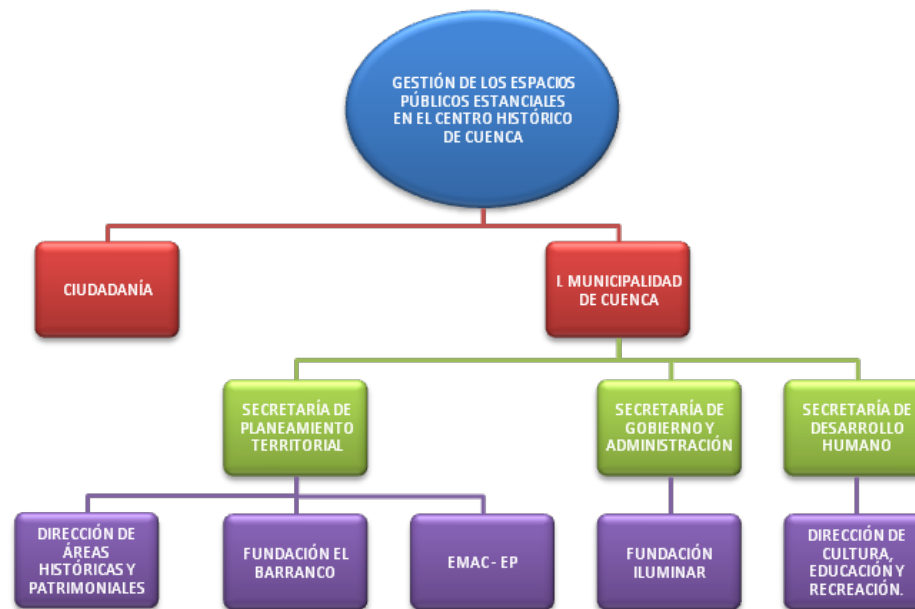 GESTIÓN DE LOS ESPACIOS
PÚBLICOS ESTANCIALES
EN EL CENTRO HISTÓRICO
DE CUENCA
CIUDADANÍA
I. MUNICIPALIDAD
DE CUENCA
SECRETARÍA DE
PLANEAMIENTO
TERRITORIAL
SECRETARÍA DE
GOBIERNO Y
ADMINISTRACIÓN
SECRETARÍA DE
DESARROLLO
HUMANO
DIRECCIÓN DE
ÁREAS
HISTÓRICAS Y
PATRIMONIALES
FUNDACIÓN EL
BARRANCO
EMAC - EP
FUNDACIÓN
ILUMINAR
DIRECCIÓN DE
CULTURA,
EDUCACIÓN Y
RECREACIÓN.